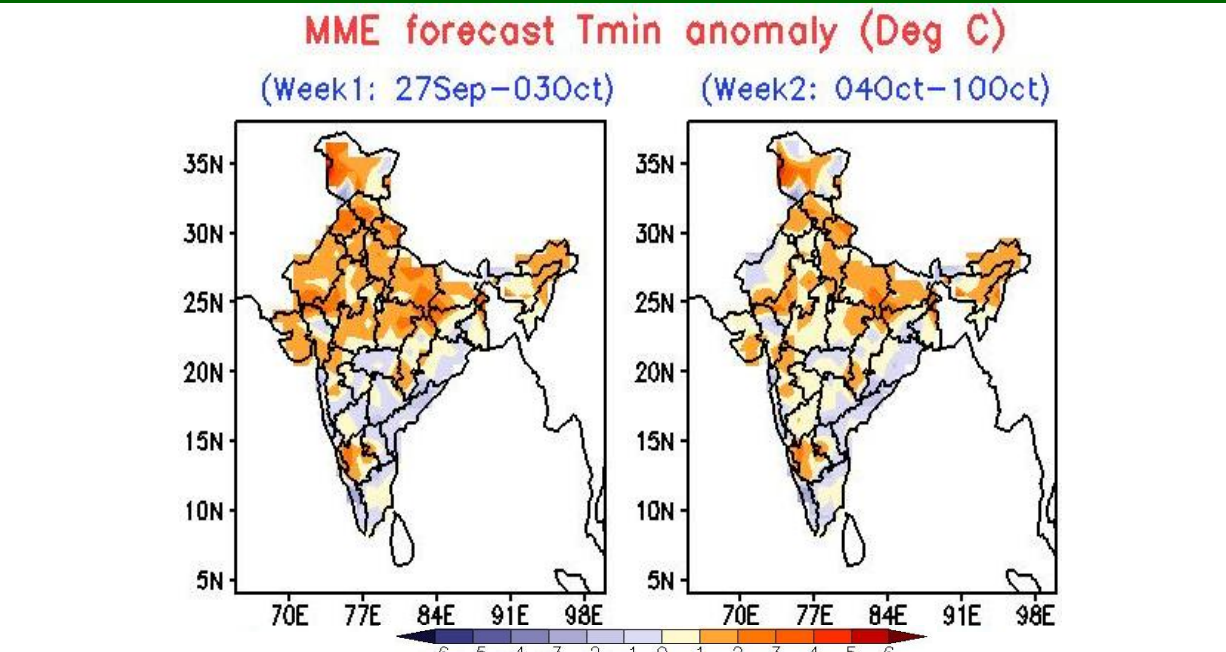 MME forecast Tmin anomaly (Deg C)
(Week1: 27Sep-03Oct) (Week2: 04Oct-10Oct)
35N 35N
30N 30N
25N 25N
20N 20N
15N 15N
10N 10N
5N 5N
70E 77E 84E 91E 98E 70E 77E 84E 91E 98E